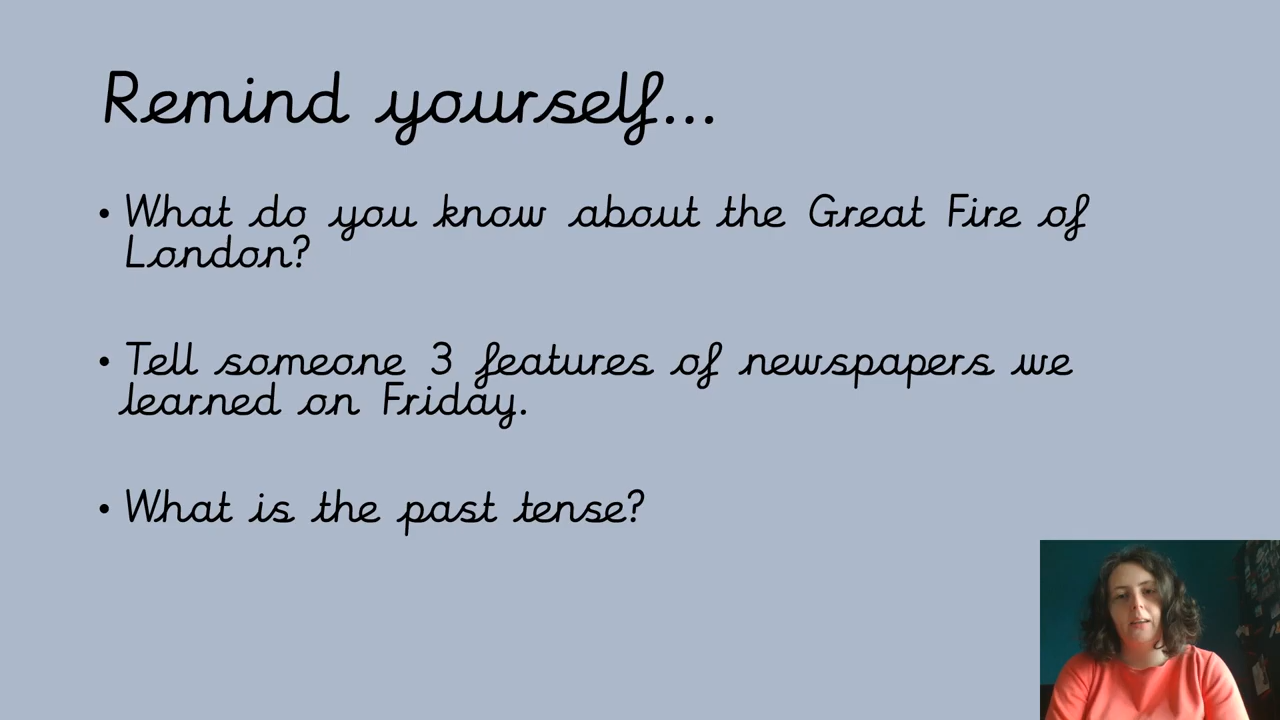 Remind yourself...
• What do you know about the Great Fire of
London?
• Tell someone 3 features of newspapers we
learned on Friday.
• What is the past tense?